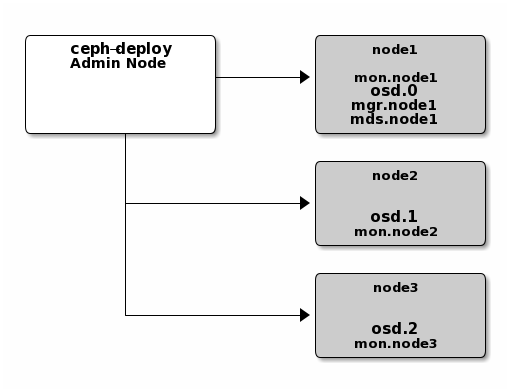 ceph-deploy
Admin Node
node1
mon.node1
osd.0
mgr.node1
mds.node1
node2
osd.1
mon.node2
node3
osd.2
mon.node3